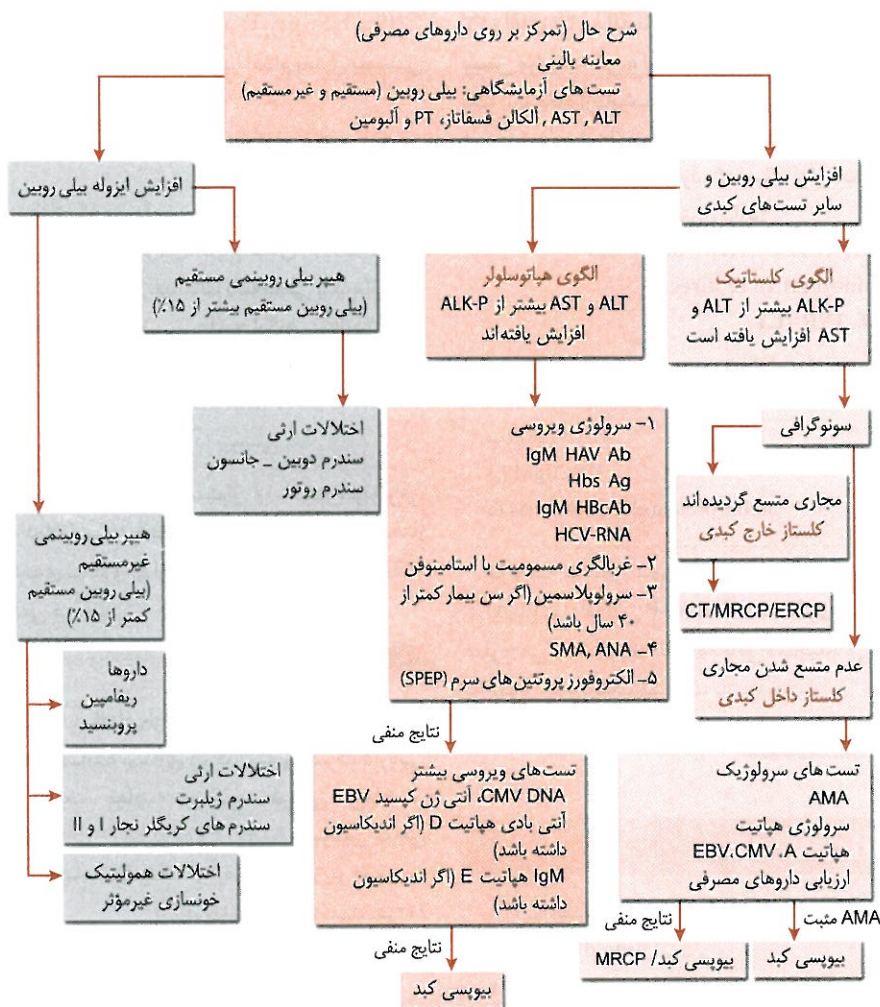 شرح حال (تمرکز بر روی داروهای مصرفی)
معاینه بالینی
تست های آزمایشگاهی: بیلی روبین (مستقیم و غیرمستقیم)
AST , ALT, آلکالن فسفاتاز، PT و آلبومین
افزایش بیلی روبین و
سایر تست‌های کبدی
افزایش ایزوله بیلی روبین
الگوی کلستاتیک
ALK-P بیشتر از ALT و
AST افزایش یافته است
الگوی هپاتوسلولر
ALT و AST بیشتر از ALK-P
افزایش یافته‌اند
هیپر بیلی روبینمی مستقیم
(بیلی روبین مستقیم بیشتر از ۱۵٪)
سونوگرافی
مجاری متسع گردیده‌اند
کلستاز خارج کبدی
CT/MRCP/ERCP
عدم متسع شدن مجاری
کلستاز داخل کبدی
تست های سرولوژیک
AMA
سرولوژی هپاتیت
هپاتیت A، EBV،CMV
ارزیابی داروهای مصرفی
AMA مثبت
نتایج منفی
بیوپسی کبد
بیوپسی کبد/ MRCP
۱- سرولوژی ویروسی
IgM HAV Ab
Hbs Ag
IgM HBcAb
HCV-RNA
۲- غربالگری مسمومیت با استامینوفن
۳- سرولوپلاسمین (اگر سن بیمار کمتر از
۴۰ سال باشد)
۴- SMA, ANA
۵- الکتروفورز پروتئین های سرم (SPEP)
نتایج منفی
تست‌های ویروسی بیشتر
CMV DNA، آنتی ژن کپسید EBV
آنتی بادی هپاتیت D (اگر اندیکاسیون
داشته باشد)
IgM هپاتیت E (اگر اندیکاسیون
داشته باشد)
نتایج منفی
بیوپسی کبد
اختلالات ارثی
سندرم دوبین _ جانسون
سندرم روتور
هیپر بیلی روبینمی
غیرمستقیم
(بیلی روبین مستقیم
کمتر از ۱۵٪)
داروها
ریفامپین
پروبنسید
اختلالات ارثی
سندرم ژیلبرت
سندرم های کریگلر نجار I و II
اختلالات همولیتیک
خونسازی غیرمؤثر